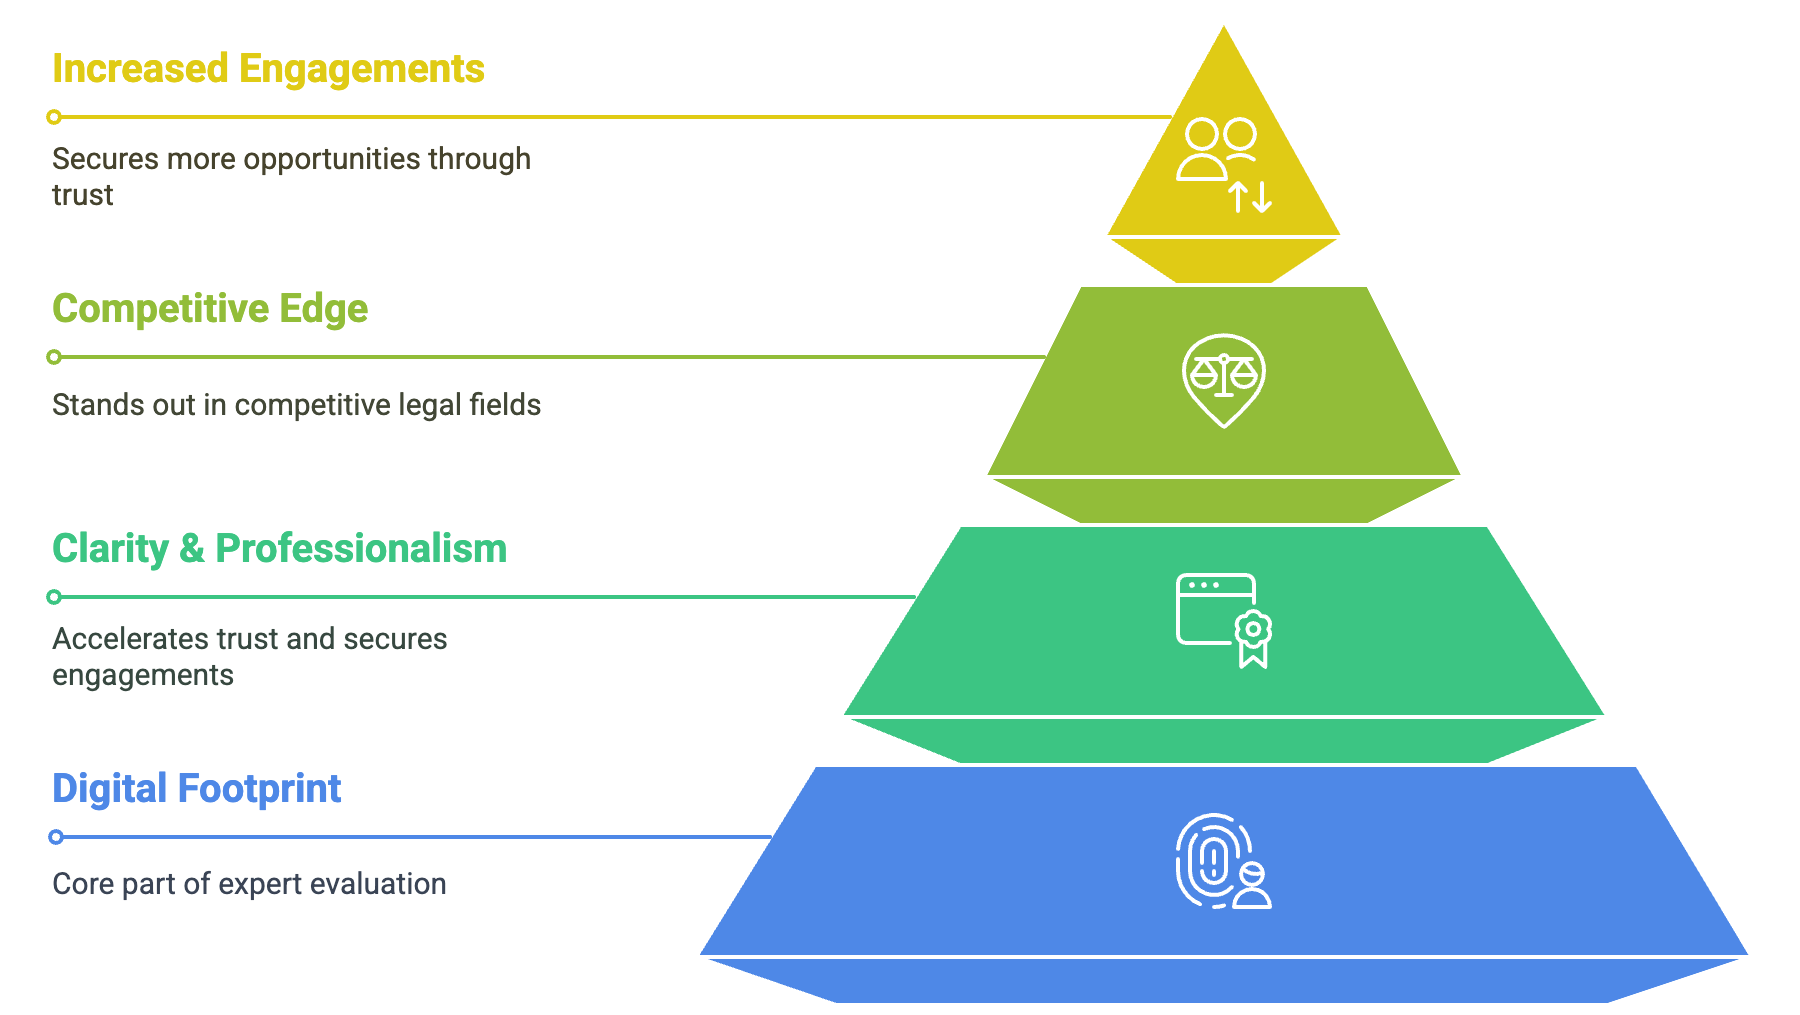 Increased Engagements
Secures more opportunities through
trust
Competitive Edge
Stands out in competitive legal fields
Clarity & Professionalism
Accelerates trust and secures
engagements
Digital Footprint
Core part of expert evaluation